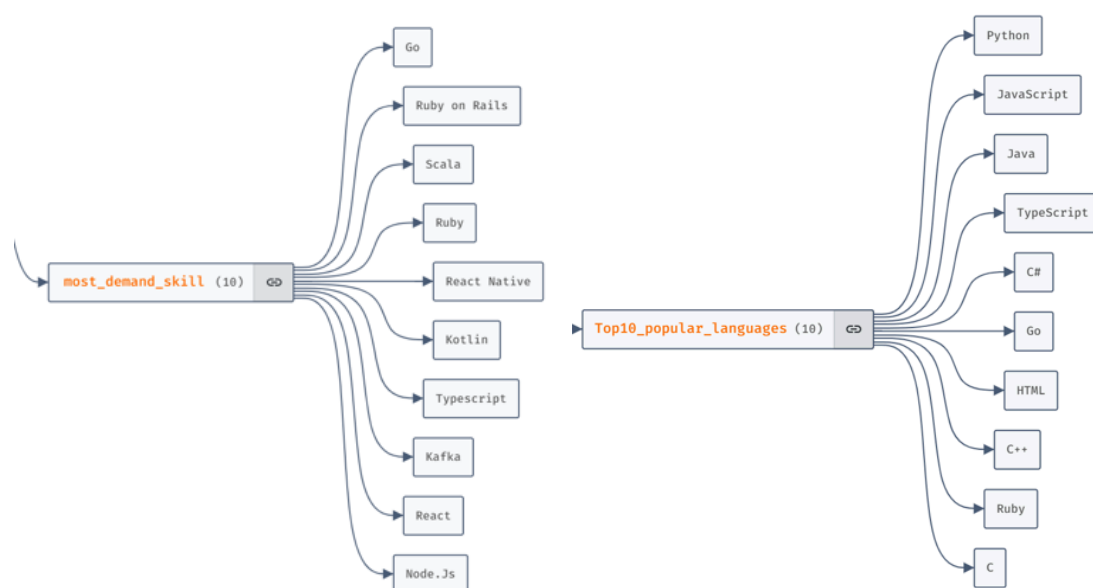 Go
Ruby on Rails
Scala
Ruby
most_demand_skill (10)
React Native
Kotlin
Typescript
Kafka
React
Node.Js
Python
JavaScript
Java
TypeScript
C#
Top10_popular_languages (10)
Go
HTML
C++
Ruby
C